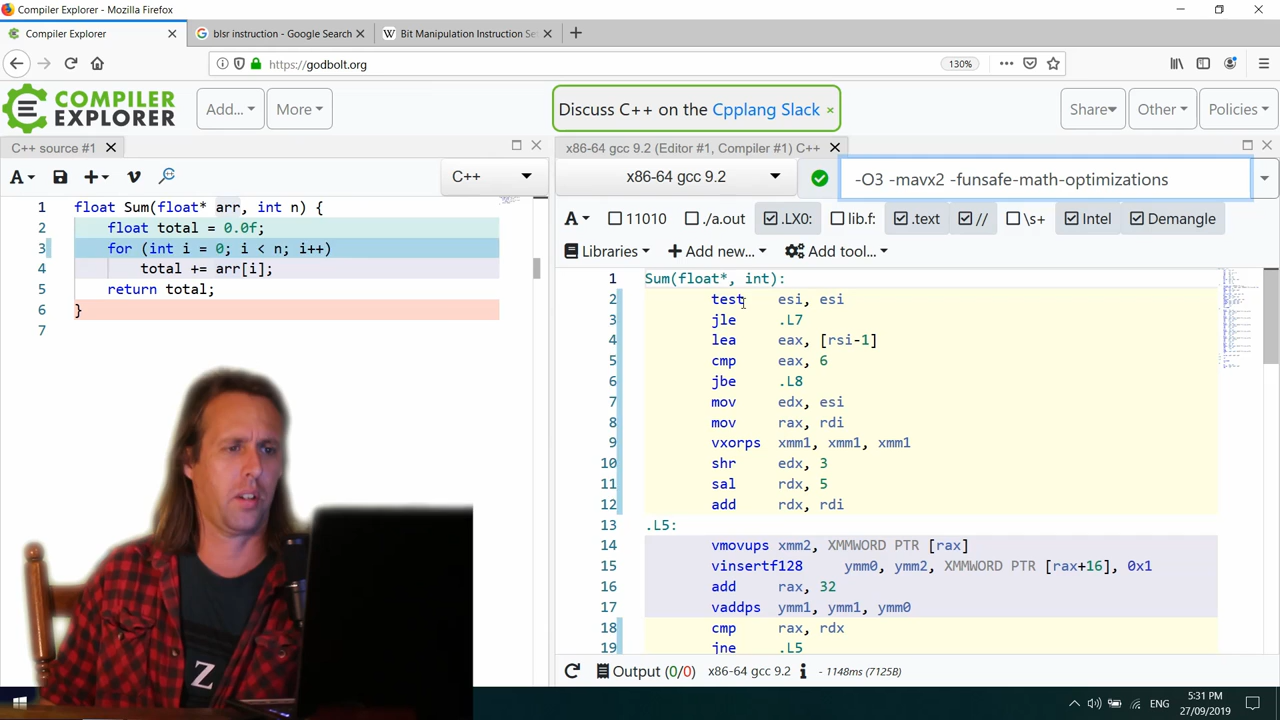 Compiler Explorer - Mozilla Firefox
Compiler Explorer
blsr instruction - Google Search
Bit Manipulation Instruction Se
https://godbolt.org
130%
COMPILER
EXPLORER
Add...
More
Discuss C++ on the Cpplang Slack ×
Share
Other
Policies
C++ source #1
x86-64 gcc 9.2 (Editor #1, Compiler #1) C++
A
C++
x86-64 gcc 9.2
-O3 -mavx2 -funsafe-math-optimizations
A
11010
./a.out
.LX0:
lib.f:
.text
//
\s+
Intel
Demangle
Libraries
Add new...
Add tool...
1 float Sum(float* arr, int n) {
2 float total = 0.0f;
3 for (int i = 0; i < n; i++)
4 total += arr[i];
5 return total;
6 }
7
1 Sum(float*, int):
2 test esi, esi
3 jle .L7
4 lea eax, [rsi-1]
5 cmp eax, 6
6 jbe .L8
7 mov edx, esi
8 mov rax, rdi
9 vxorps xmm1, xmm1, xmm1
10 shr edx, 3
11 sal rdx, 5
12 add rdx, rdi
13 .L5:
14 vmovups xmm2, XMMWORD PTR [rax]
15 vinsertf128 ymm0, ymm2, XMMWORD PTR [rax+16], 0x1
16 add rax, 32
17 vaddps ymm1, ymm1, ymm0
18 cmp rax, rdx
19 jne .L5
Output (0/0) x86-64 gcc 9.2 i - 1148ms (7125B)
Z
ENG
5:31 PM
27/09/2019